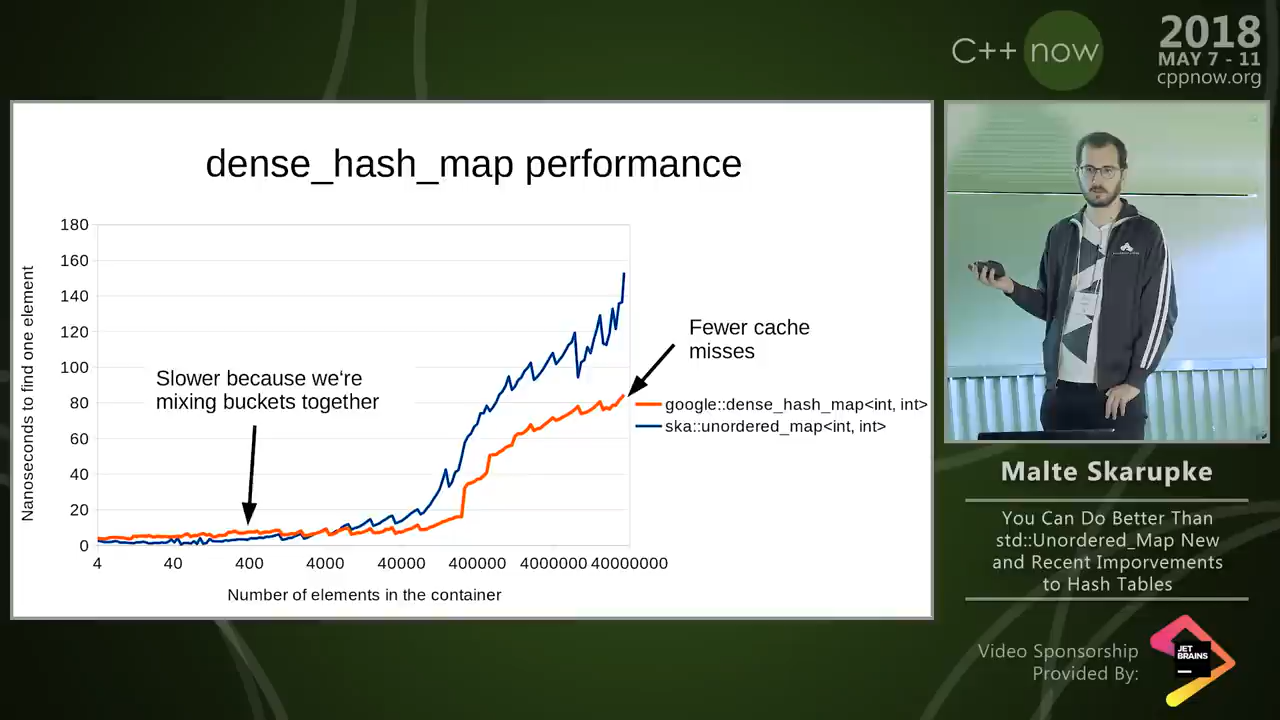 C++ now
2018
MAY 7 - 11
cppnow.org
dense_hash_map performance
Nanoseconds to find one element
180
160
140
120
100
80
60
40
20
0
4
40
400
4000
40000
400000
4000000
40000000
Number of elements in the container
Slower because we're
mixing buckets together
Fewer cache
misses
google::dense_hash_map<int, int>
ska::unordered_map<int, int>
Malte Skarupke
You Can Do Better Than
std::Unordered_Map New
and Recent Imporvements
to Hash Tables
Video Sponsorship
Provided By:
JET
BRAINS